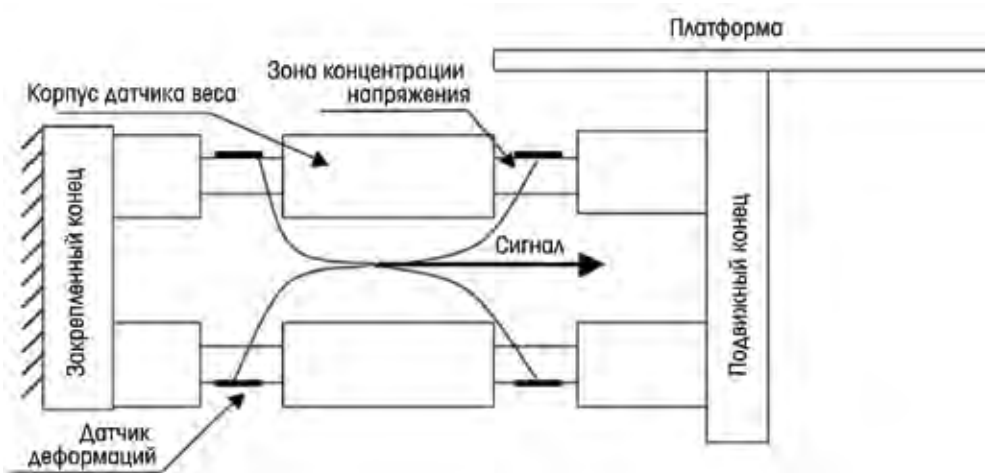 Платформа
Зона концентрации
напряжения
Корпус датчика веса
Закрепленный конец
Сигнал
Подвижный конец
Датчик
деформаций